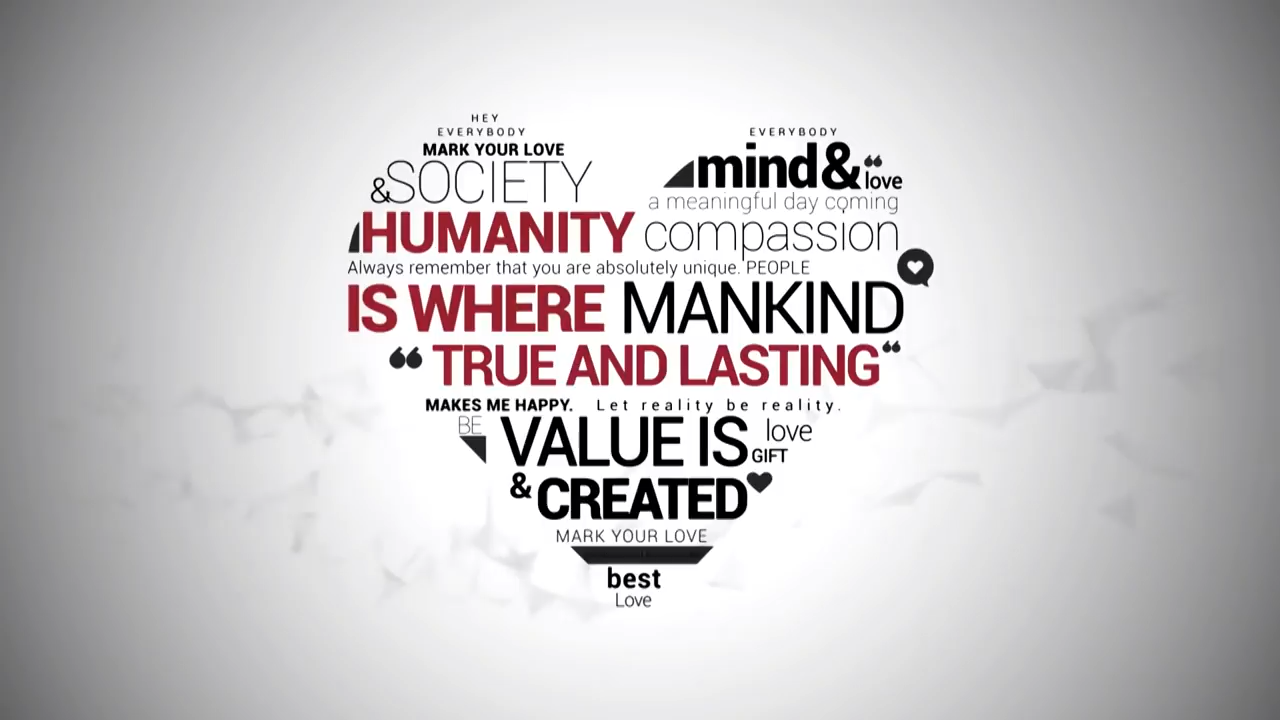 HEY
EVERYBODY
MARK YOUR LOVE
&SOCIETY
EVERYBODY
mind&“love
a meaningful day coming
HUMANITY compassion
Always remember that you are absolutely unique. PEOPLE
IS WHERE MANKIND
“ TRUE AND LASTING“
MAKES ME HAPPY. Let reality be reality.
BE VALUE IS love
GIFT
& CREATED
MARK YOUR LOVE
best
Love